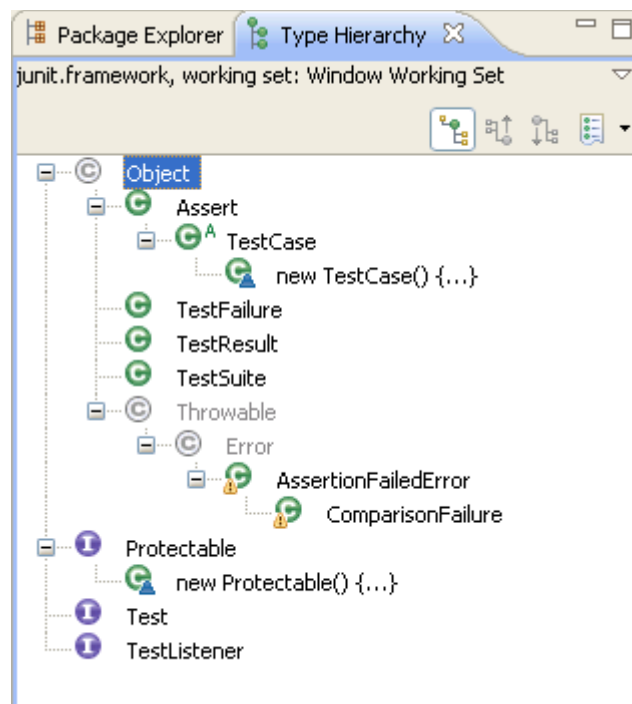 Package Explorer Type Hierarchy
junit.framework, working set: Window Working Set
Object
Assert
A TestCase
new TestCase() {...}
TestFailure
TestResult
TestSuite
Throwable
Error
AssertionFailedError
ComparisonFailure
Protectable
new Protectable() {...}
Test
TestListener